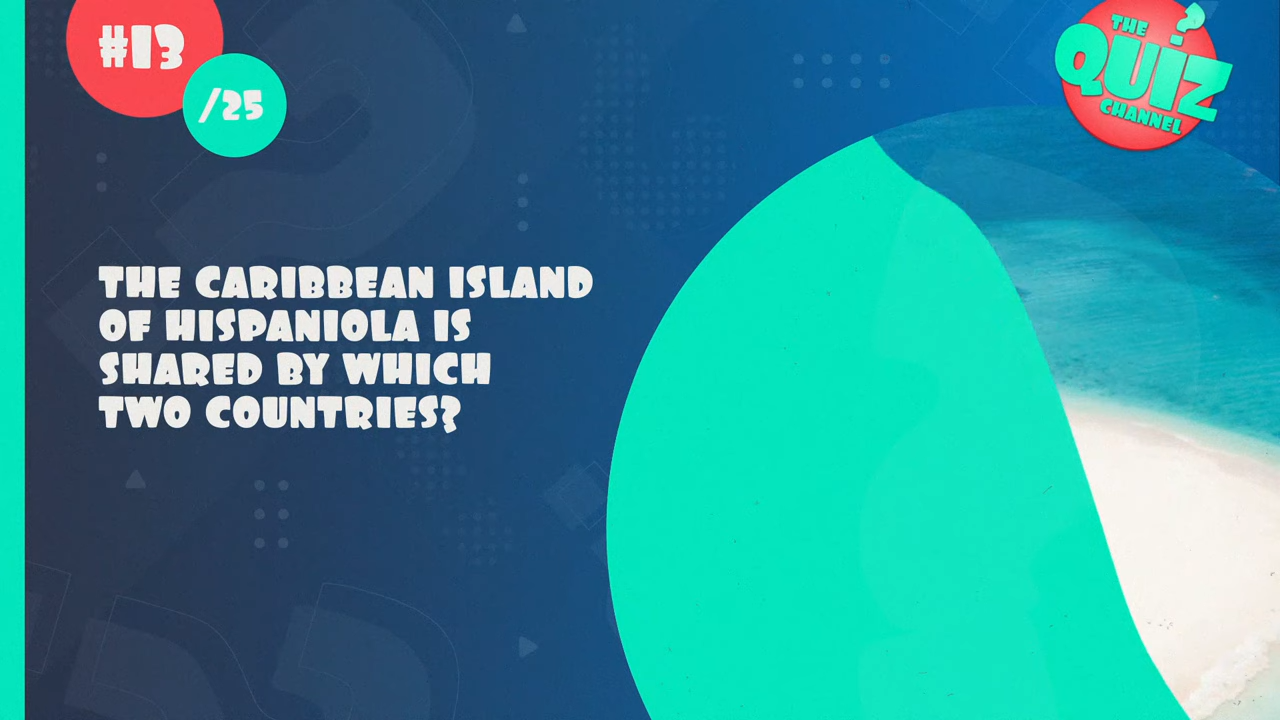 #13
/25
THE
QUIZ
CHANNEL
THE CARIBBEAN ISLAND
OF HISPANIOLA IS
SHARED BY WHICH
TWO COUNTRIES?